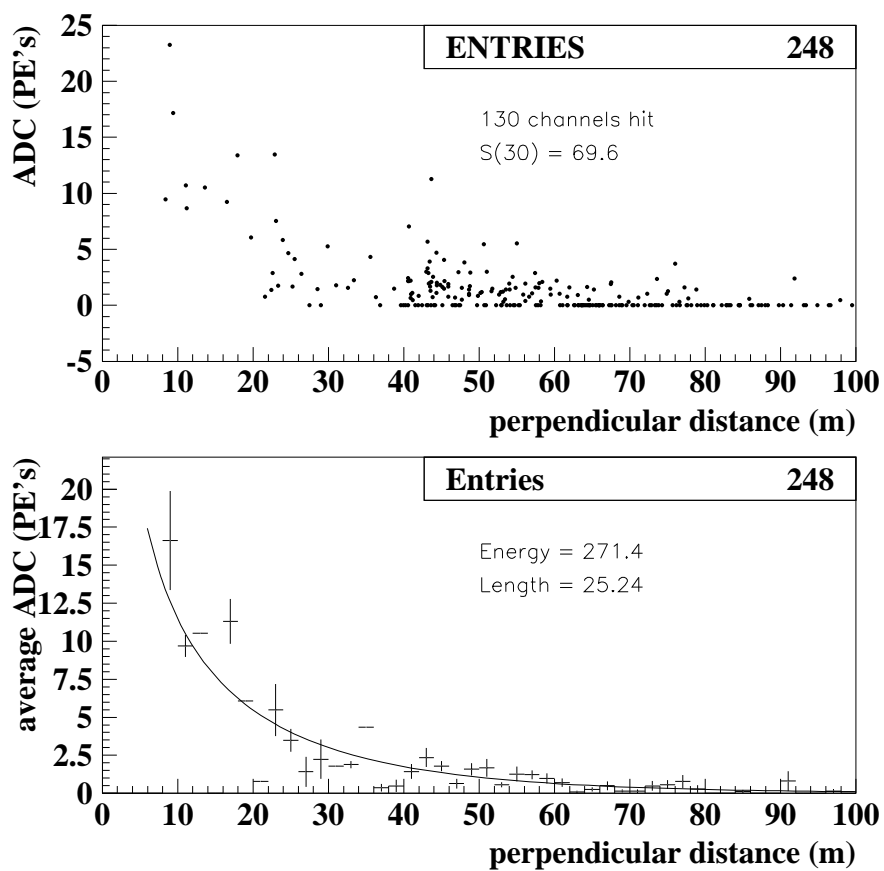 ENTRIES 248
130 channels hit
S(30) = 69.6
ADC (PE's)
25
20
15
10
5
0
-5
0 10 20 30 40 50 60 70 80 90 100
perpendicular distance (m)
Entries 248
Energy = 271.4
Length = 25.24
average ADC (PE's)
20
17.5
15
12.5
10
7.5
5
2.5
0
0 10 20 30 40 50 60 70 80 90 100
perpendicular distance (m)